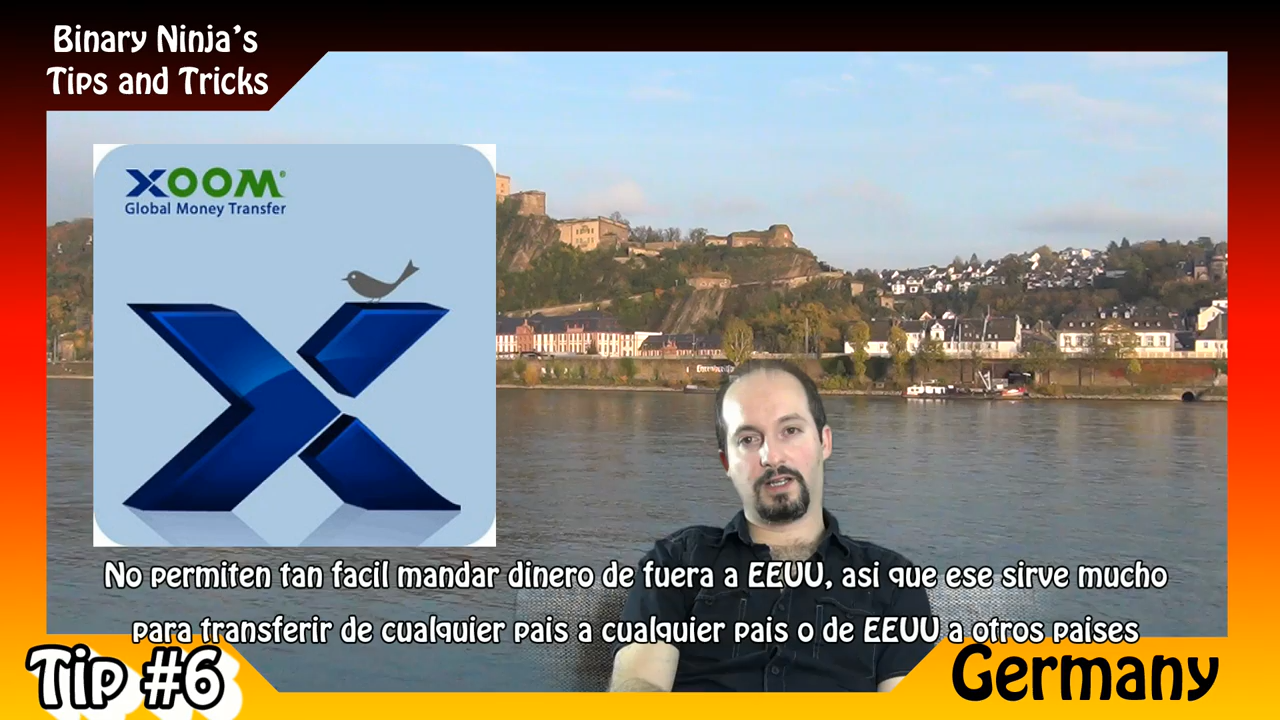 Binary Ninja's
Tips and Tricks
XOOM®
Global Money Transfer
No permiten tan facil mandar dinero de fuera a EEUU, asi que ese sirve mucho
para transferir de cualquier pais a cualquier pais o de EEUU a otros paises
Tip #6
Germany